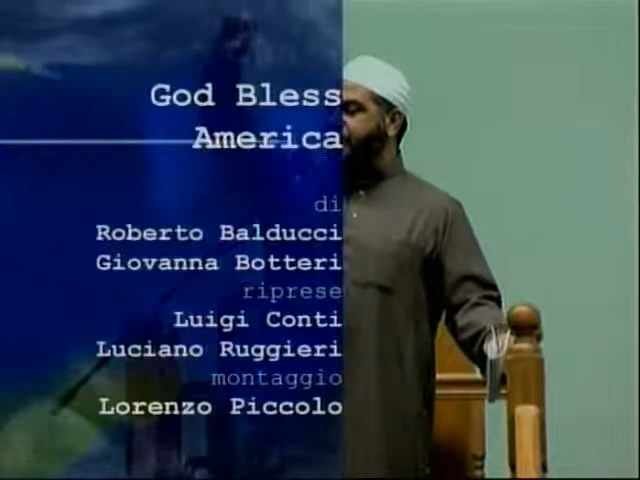 God Bless
America
di
Roberto Balducci
Giovanna Botteri
riprese
Luigi Conti
Luciano Ruggieri
montaggio
Lorenzo Piccolo